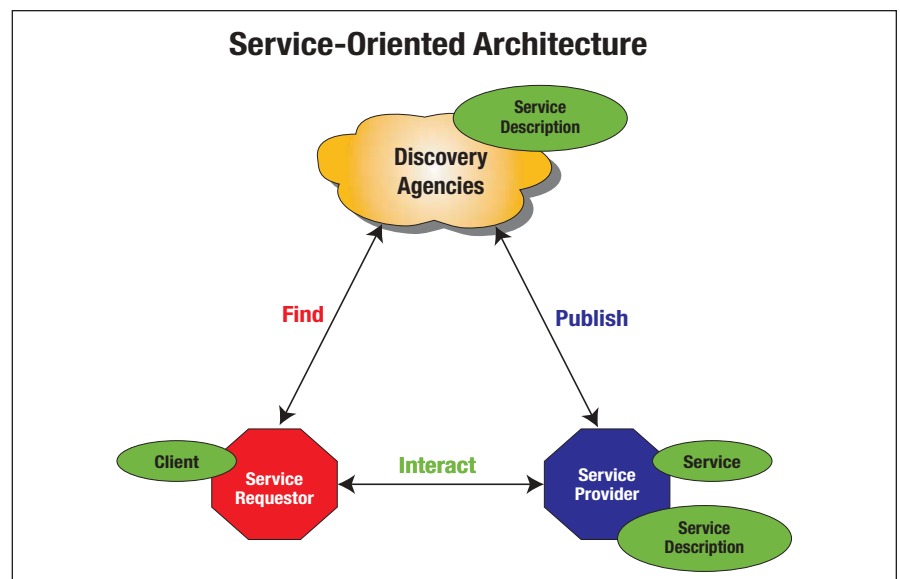 Service-Oriented Architecture
Service
Description
Discovery
Agencies
Find
Publish
Client
Service
Requestor
Interact
Service
Provider
Service
Service
Description